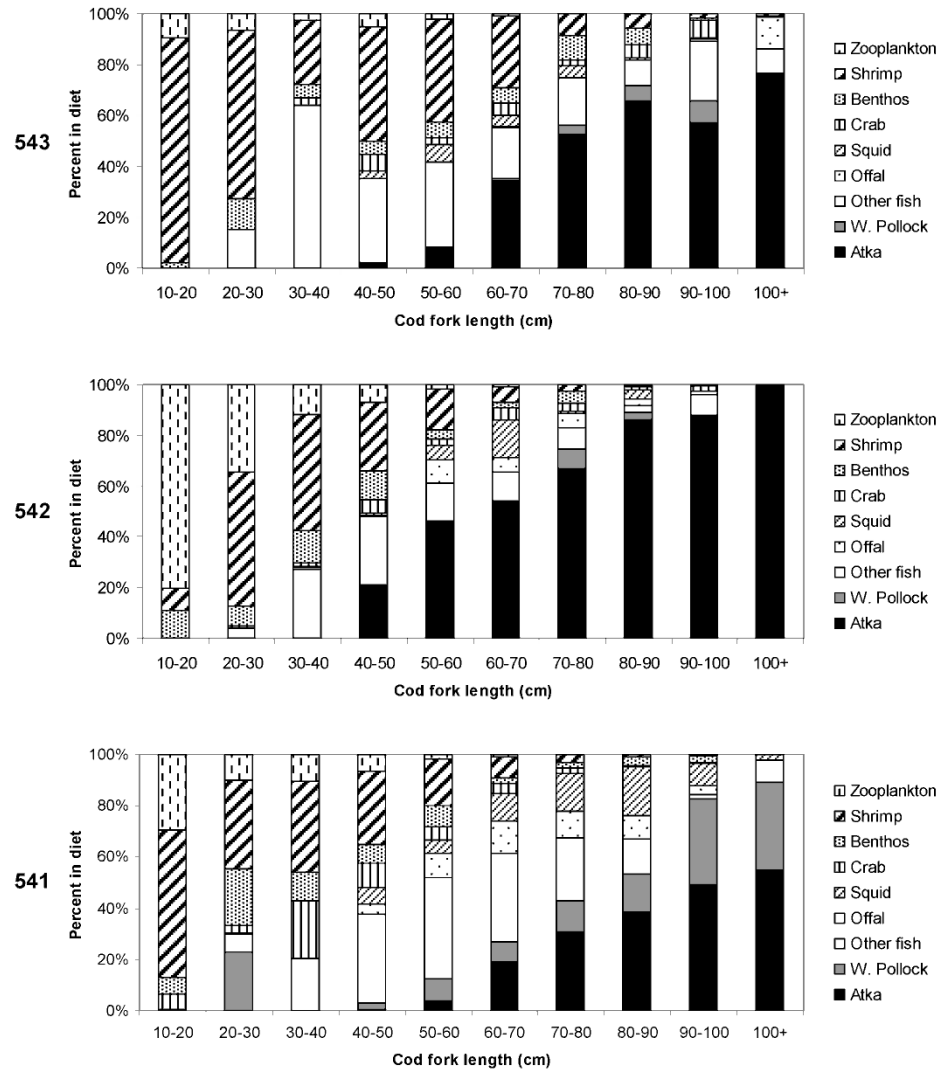 543
Percent in diet
100%
80%
60%
40%
20%
0%
10-20 20-30 30-40 40-50 50-60 60-70 70-80 80-90 90-100 100+
Cod fork length (cm)
Zooplankton
Shrimp
Benthos
Crab
Squid
Offal
Other fish
W. Pollock
Atka
542
Percent in diet
100%
80%
60%
40%
20%
0%
10-20 20-30 30-40 40-50 50-60 60-70 70-80 80-90 90-100 100+
Cod fork length (cm)
Zooplankton
Shrimp
Benthos
Crab
Squid
Offal
Other fish
W. Pollock
Atka
541
Percent in diet
100%
80%
60%
40%
20%
0%
10-20 20-30 30-40 40-50 50-60 60-70 70-80 80-90 90-100 100+
Cod fork length (cm)
Zooplankton
Shrimp
Benthos
Crab
Squid
Offal
Other fish
W. Pollock
Atka